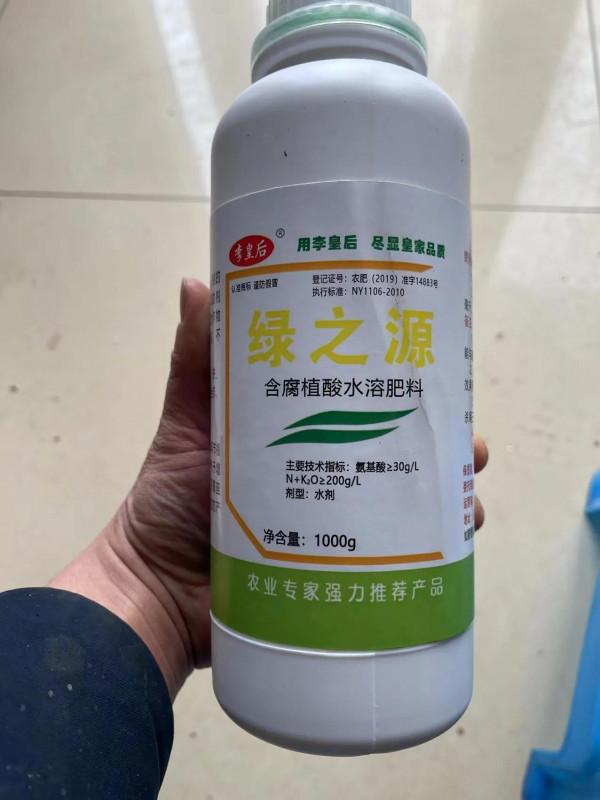 李皇后 ®
用李皇后 尽显皇家品质
认准商标 谨防假冒
登记证号：农肥（2019）准字14883号
执行标准：NY1106-2010
绿之源
含腐植酸水溶肥料
主要技术指标：氨基酸≥30g/L
N+K₂O≥200g/L
剂型：水剂
净含量：1000g
农业专家强力推荐产品